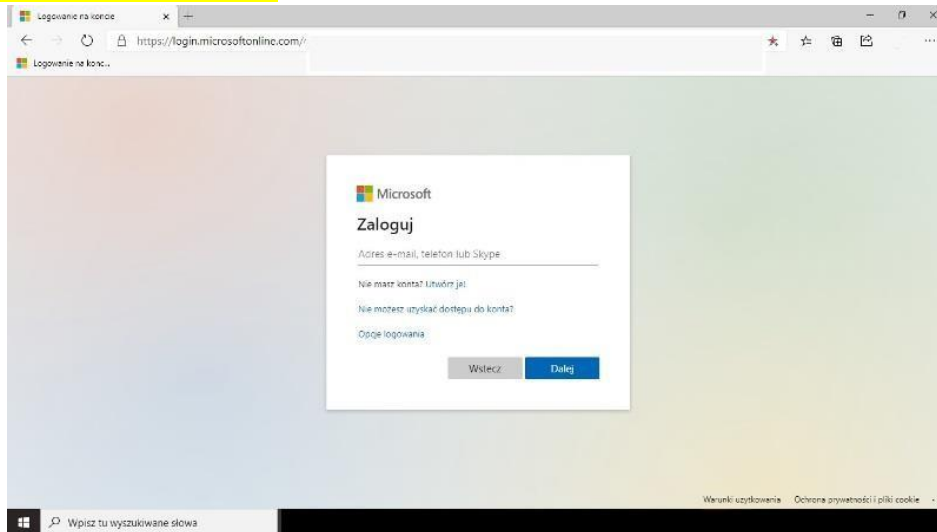 Logowanie na koncie
https://login.microsoftonline.com//
Logowanie na konc..
Microsoft
Zaloguj
Adres e-mail, telefon lub Skype
Nie masz konta? Utwórz je!
Nie możesz uzyskać dostępu do konta?
Opcje logowania
Wstecz
Dalej
Warunki użytkowania Ochrona prywatności i pliki cookie
Wpisz tu wyszukiwane słowa